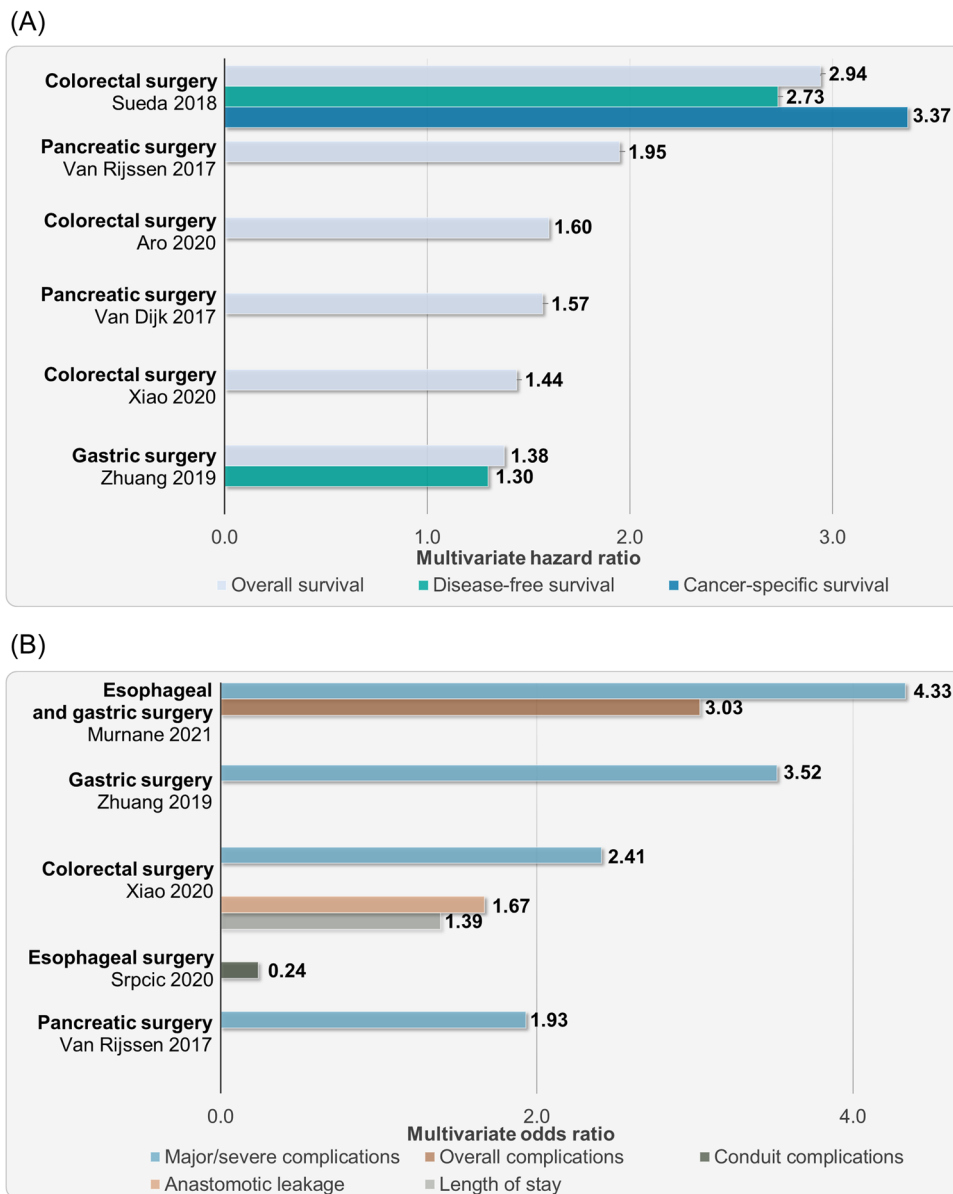 (A)
Colorectal surgery
Sueda 2018
2.94
2.73
3.37
Pancreatic surgery
Van Rijssen 2017
1.95
Colorectal surgery
Aro 2020
1.60
Pancreatic surgery
Van Dijk 2017
1.57
Colorectal surgery
Xiao 2020
1.44
Gastric surgery
Zhuang 2019
1.38
1.30
0.0 1.0 2.0 3.0
Multivariate hazard ratio
Overall survival Disease-free survival Cancer-specific survival
(B)
Esophageal
and gastric surgery
Murnane 2021
4.33
3.03
Gastric surgery
Zhuang 2019
3.52
Colorectal surgery
Xiao 2020
2.41
1.67
1.39
Esophageal surgery
Srpcic 2020
0.24
Pancreatic surgery
Van Rijssen 2017
1.93
0.0 2.0 4.0
Multivariate odds ratio
Major/severe complications Overall complications Conduit complications
Anastomotic leakage Length of stay